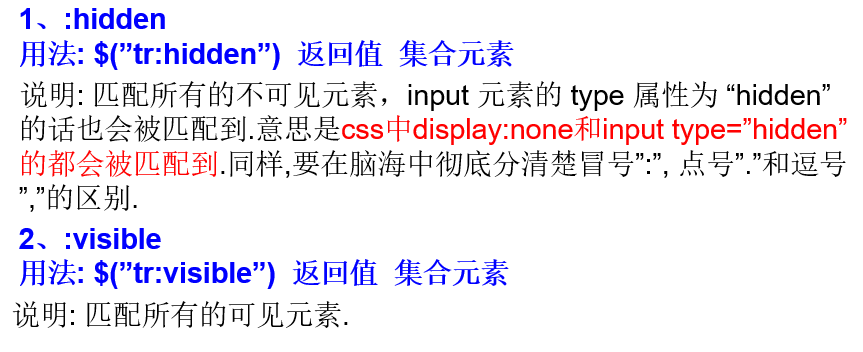 1、:hidden
用法: $(”tr:hidden”)  返回值  集合元素
说明: 匹配所有的不可见元素，input 元素的 type 属性为 “hidden”
的话也会被匹配到.意思是css中display:none和input type=”hidden”
的都会被匹配到.同样,要在脑海中彻底分清楚冒号”:”, 点号”.”和逗号
”,”的区别.
2、:visible
用法: $(”tr:visible”)  返回值  集合元素
说明: 匹配所有的可见元素.